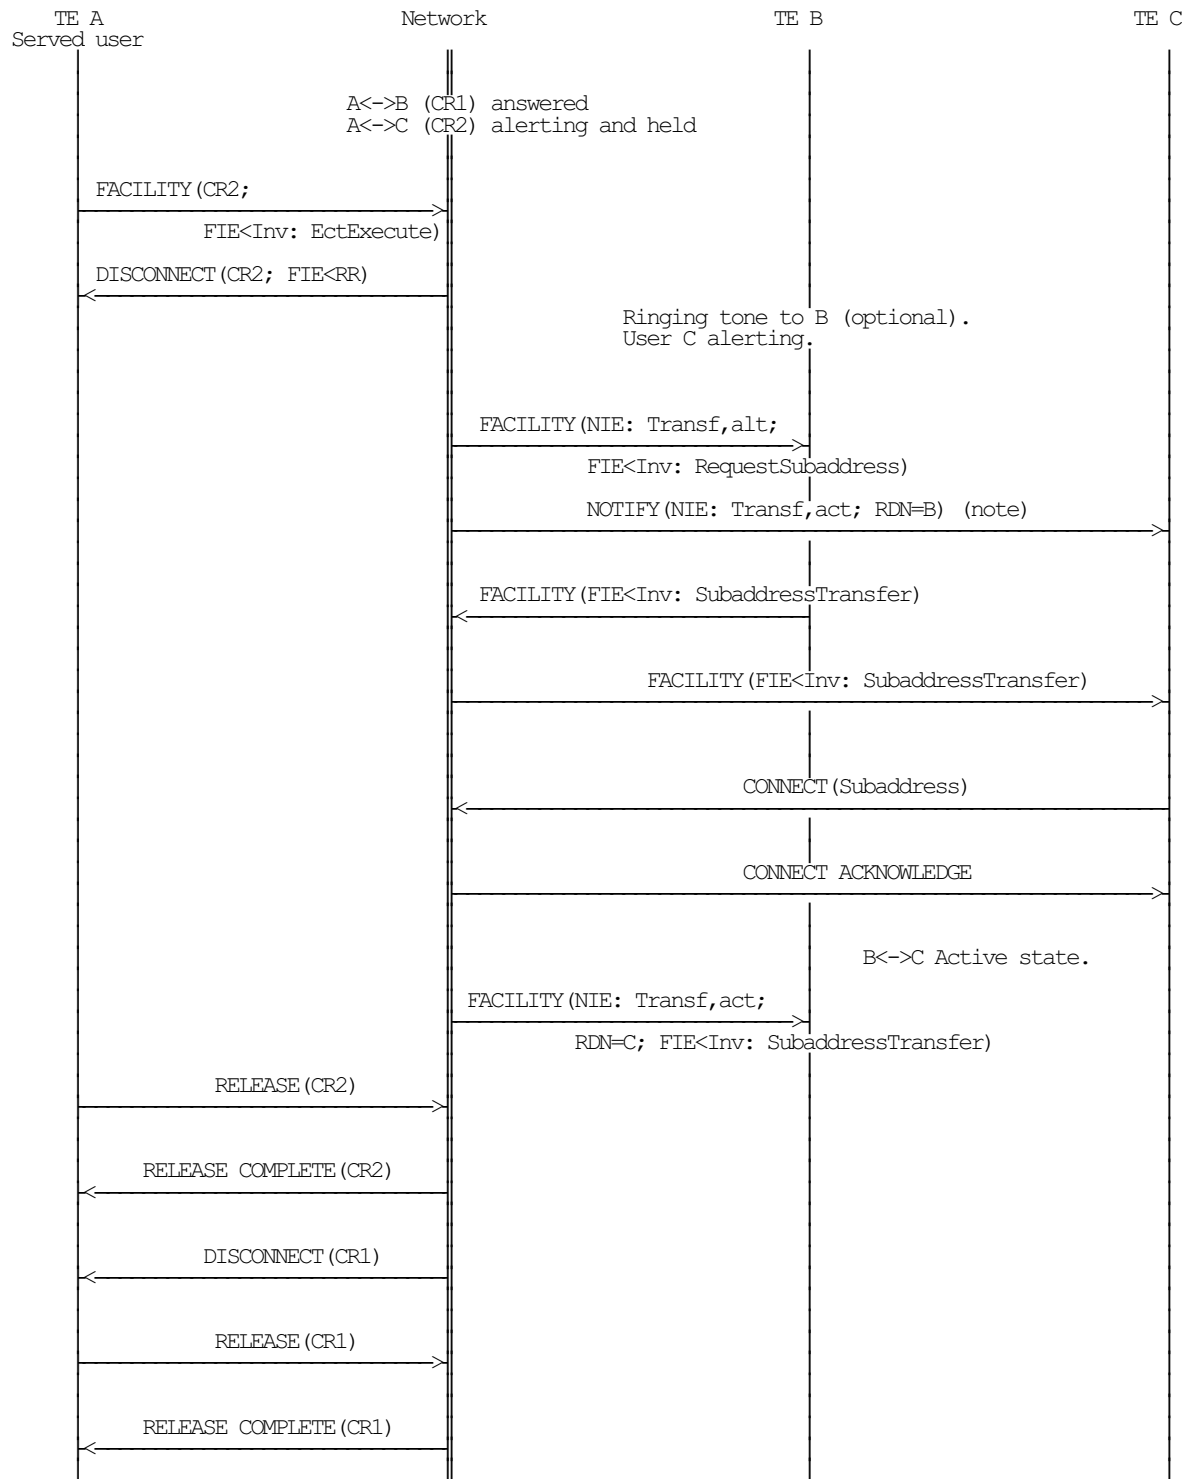 TE A Network TE B TE C
Served user
A<->B (CR1) answered
A<->C (CR2) alerting and held
FACILITY(CR2;
FIE<Inv: EctExecute)
DISCONNECT(CR2; FIE<RR)
Ringing tone to B (optional).
User C alerting.
FACILITY(NIE: Transf,alt;
FIE<Inv: RequestSubaddress)
NOTIFY(NIE: Transf,act; RDN=B) (note)
FACILITY(FIE<Inv: SubaddressTransfer)
FACILITY(FIE<Inv: SubaddressTransfer)
CONNECT(Subaddress)
CONNECT ACKNOWLEDGE
B<->C Active state.
FACILITY(NIE: Transf,act;
RDN=C; FIE<Inv: SubaddressTransfer)
RELEASE(CR2)
RELEASE COMPLETE(CR2)
DISCONNECT(CR1)
RELEASE(CR1)
RELEASE COMPLETE(CR1)